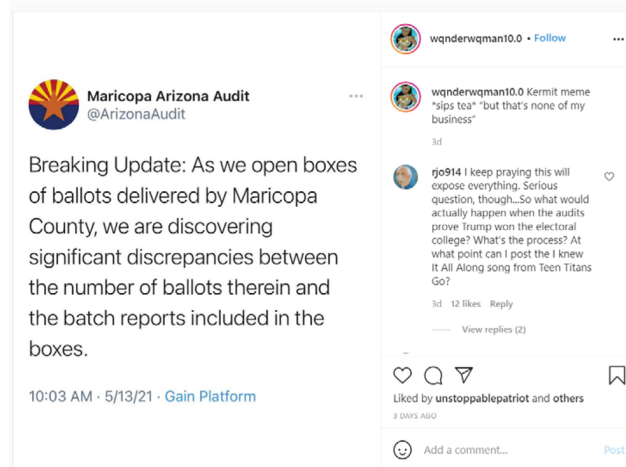 Maricopa Arizona Audit
@ArizonaAudit
Breaking Update: As we open boxes
of ballots delivered by Maricopa
County, we are discovering
significant discrepancies between
the number of ballots therein and
the batch reports included in the
boxes.
10:03 AM · 5/13/21 · Gain Platform
wqnderwqman10.0 • Follow
wqnderwqman10.0 Kermit meme
*sips tea* "but that's none of my
business"
3d
rjo914 I keep praying this will
expose everything. Serious
question, though...So what would
actually happen when the audits
prove Trump won the electoral
college? What's the process? At
what point can I post the I knew
It All Along song from Teen Titans
Go?
3d 12 likes Reply
View replies (2)
Liked by unstoppablepatriot and others
3 DAYS AGO
Add a comment...
Post